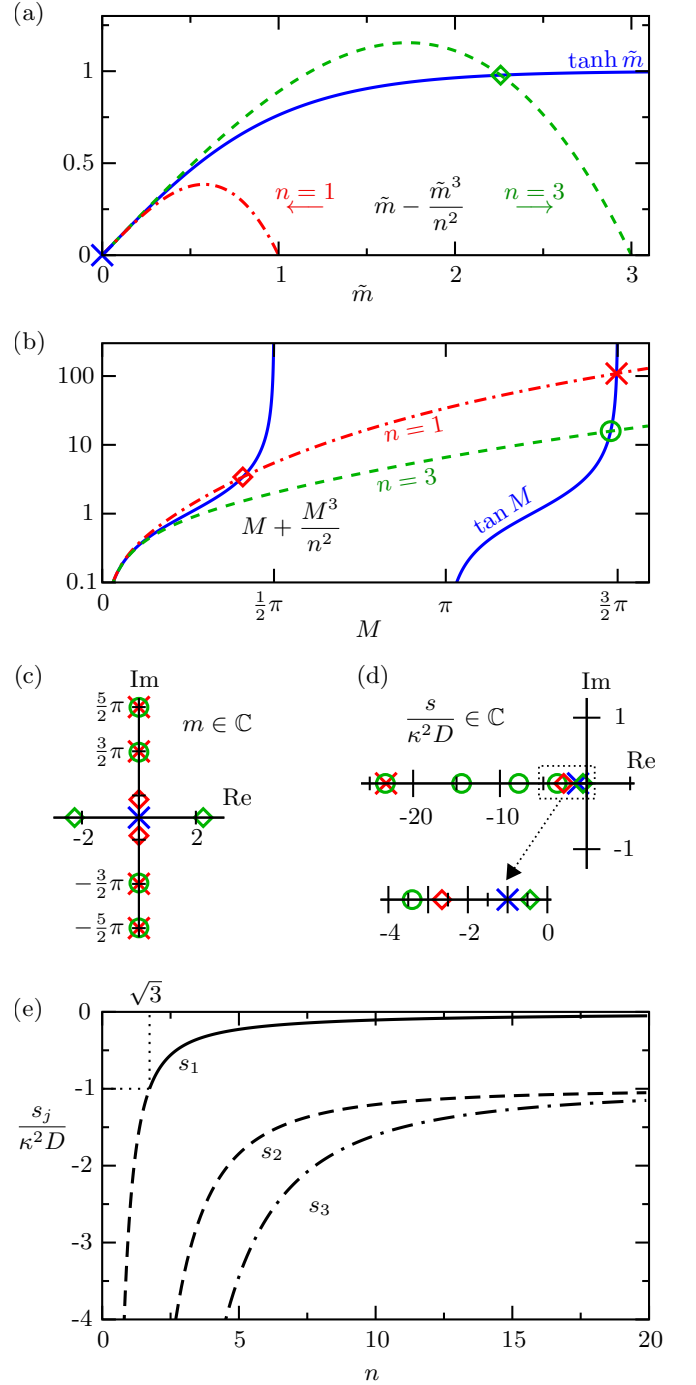 (a)
1
0.5
0
tanh m̃
n = 1
m̃ − m̃³/n²
n = 3
0 1 2 3
m̃
(b)
100
10
1
0.1
n = 1
n = 3
M + M³/n²
tan M
0 ½π π 3/2π
M
(c)
Im
5/2π
3/2π
m ∈ ℂ
Re
-2 2
−3/2π
−5/2π
(d)
Im
s/κ²D ∈ ℂ
1
Re
-20 -10
-1
-4 -2 0
(e)
√3
0
-1
s_j/κ²D
-2
-3
-4
s₁
s₂
s₃
0 5 10 15 20
n